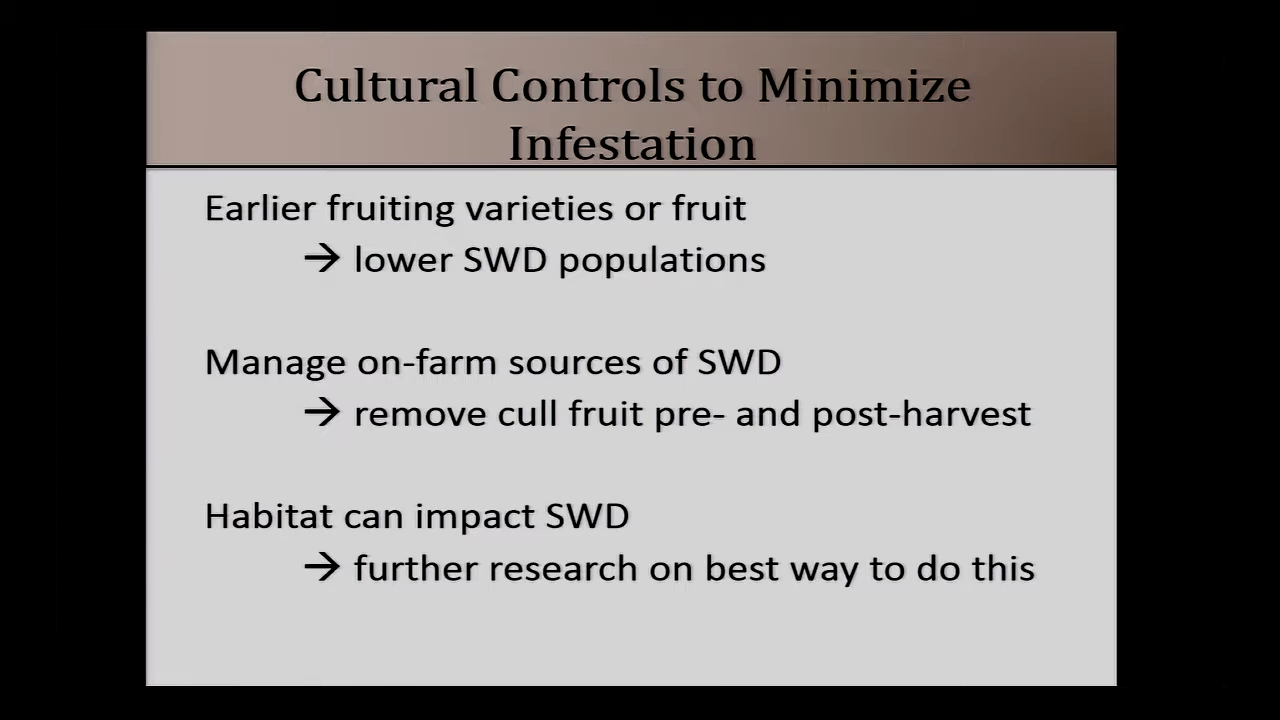 Cultural Controls to Minimize
Infestation
Earlier fruiting varieties or fruit
→ lower SWD populations
Manage on-farm sources of SWD
→ remove cull fruit pre- and post-harvest
Habitat can impact SWD
→ further research on best way to do this